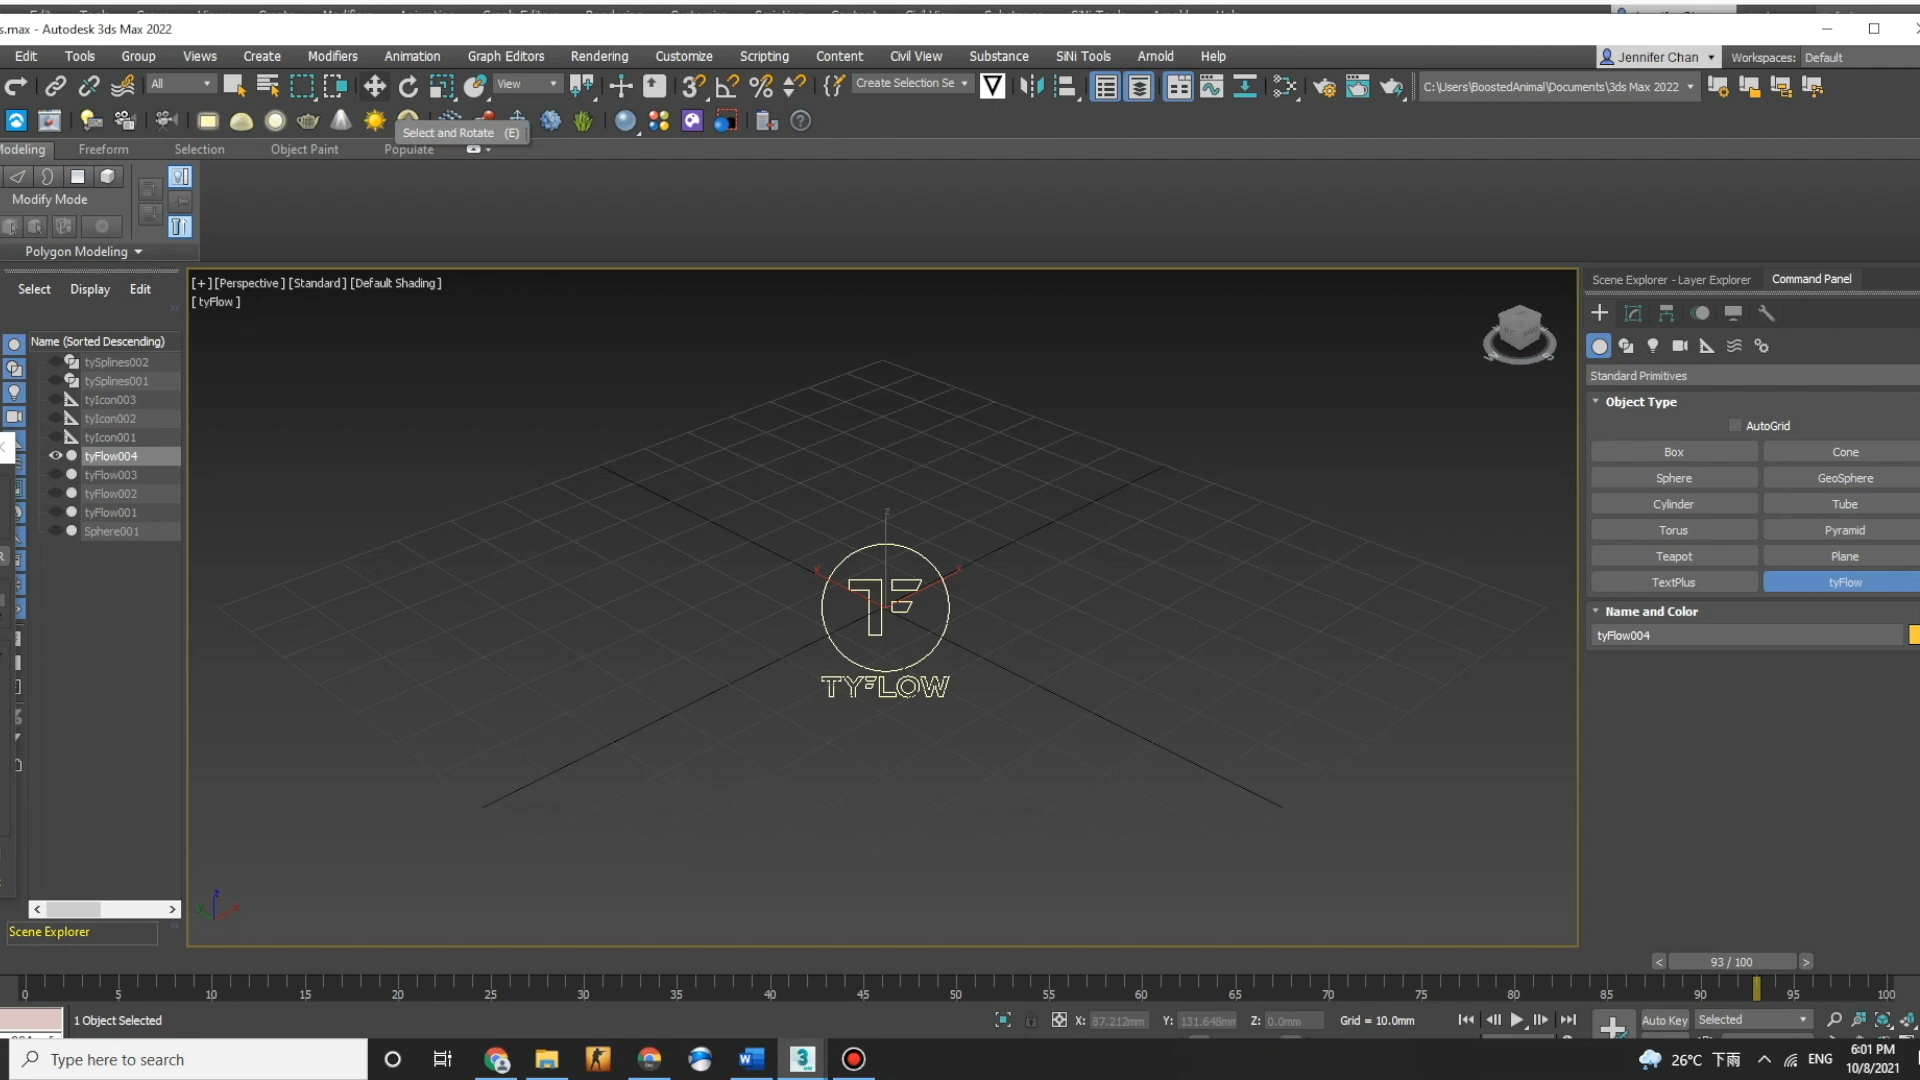 s.max - Autodesk 3ds Max 2022
Edit Tools Group Views Create Modifiers Animation Graph Editors Rendering Customize Scripting Content Civil View Substance SiNi Tools Arnold Help
Jennifer Chan Workspaces: Default
All View Create Selection Se C:\Users\BoostedAnimal\Documents\3ds Max 2022
Select and Rotate (E)
Modeling Freeform Selection Object Paint Populate
Modify Mode
Polygon Modeling
Select Display Edit
Name (Sorted Descending)
tySplines002
tySplines001
tyIcon003
tyIcon002
tyIcon001
tyFlow004
tyFlow003
tyFlow002
tyFlow001
Sphere001
Scene Explorer
[+] [Perspective] [Standard] [Default Shading]
[ tyFlow ]
TF
TYFLOW
Scene Explorer - Layer Explorer Command Panel
Standard Primitives
Object Type
AutoGrid
Box Cone
Sphere GeoSphere
Cylinder Tube
Torus Pyramid
Teapot Plane
TextPlus tyFlow
Name and Color
tyFlow004
< 93 / 100 >
0 5 10 15 20 25 30 35 40 45 50 55 60 65 70 75 80 85 90 95 100
1 Object Selected
X: 87.212mm Y: 131.648mm Z: 0.0mm Grid = 10.0mm
Auto Key Selected
Type here to search
26°C 下雨 ENG
6:01 PM
10/8/2021